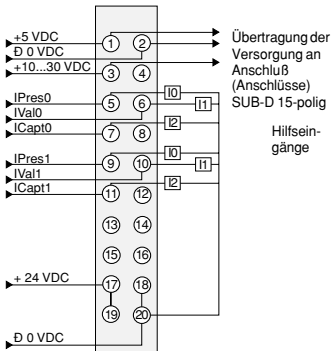 +5 VDC
Ð 0 VDC
+10...30 VDC
1 2
3 4
Übertragung der
Versorgung an
Anschluß
(Anschlüsse)
SUB-D 15-polig
IPres0
IVal0
ICapt0
5 6
7 8
I0
I1
I2
Hilfsein-
gänge
IPres1
IVal1
ICapt1
9 10
11 12
I0
I1
I2
13 14
15 16
+ 24 VDC
17 18
19 20
Ð 0 VDC